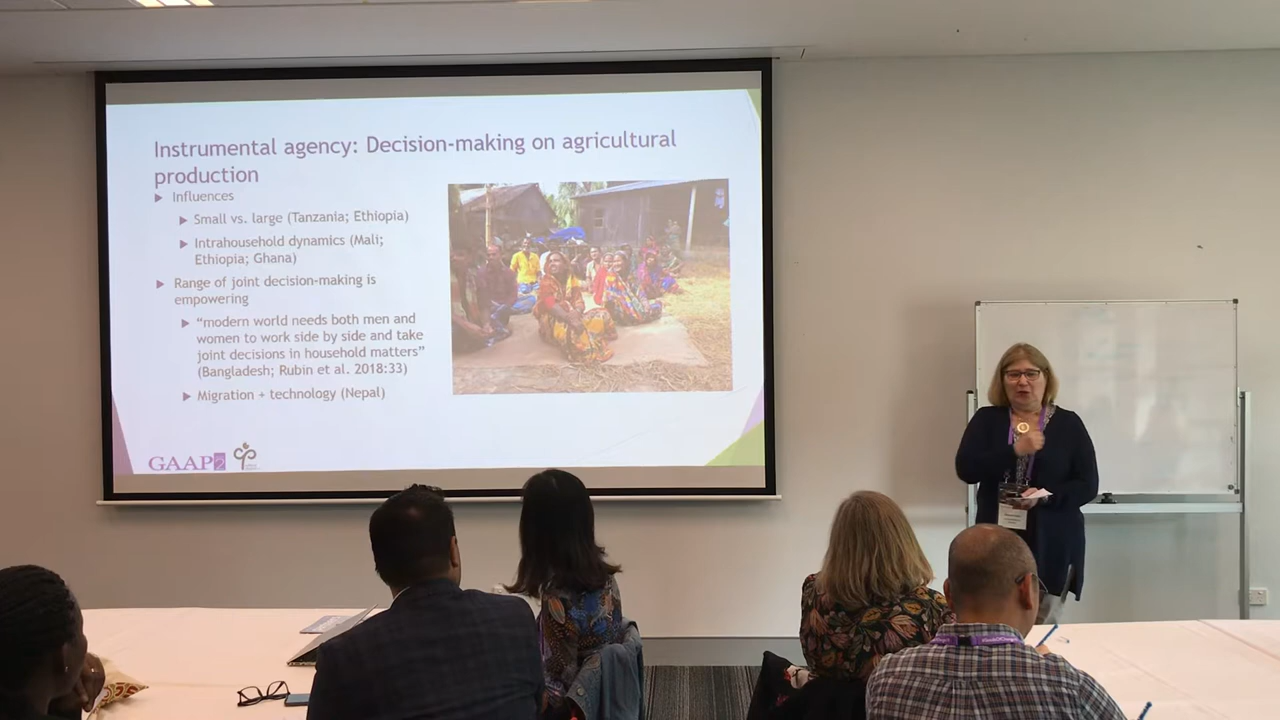 Instrumental agency: Decision-making on agricultural
production
Influences
Small vs. large (Tanzania; Ethiopia)
Intrahousehold dynamics (Mali;
Ethiopia; Ghana)
Range of joint decision-making is
empowering
“modern world needs both men and
women to work side by side and take
joint decisions in household matters”
(Bangladesh; Rubin et al. 2018:33)
Migration + technology (Nepal)
GAAP2